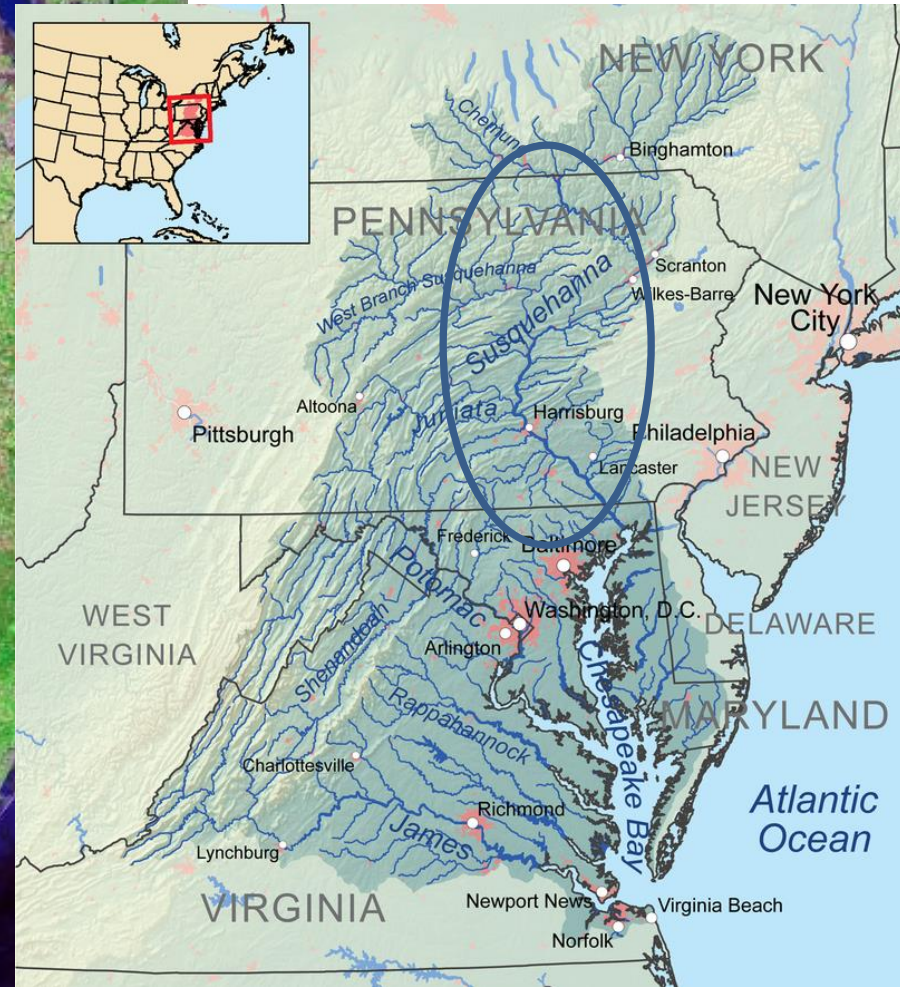 NEW YORK
Chemun
Binghamton
PENNSYLVANIA
Scranton
West Branch Susquehanna
Wilkes-Barre
Susquehanna
New York
City
Altoona
Juniata
Harrisburg
Pittsburgh
Philadelphia
Lancaster
NEW
JERSEY
Frederick
Baltimore
Potomac
WEST
VIRGINIA
Washington, D.C.
DELAWARE
Arlington
Shenandoah
Chesapeake Bay
Rappahannock
MARYLAND
Charlottesville
Atlantic
Ocean
Richmond
James
Lynchburg
Newport News
Virginia Beach
VIRGINIA
Norfolk